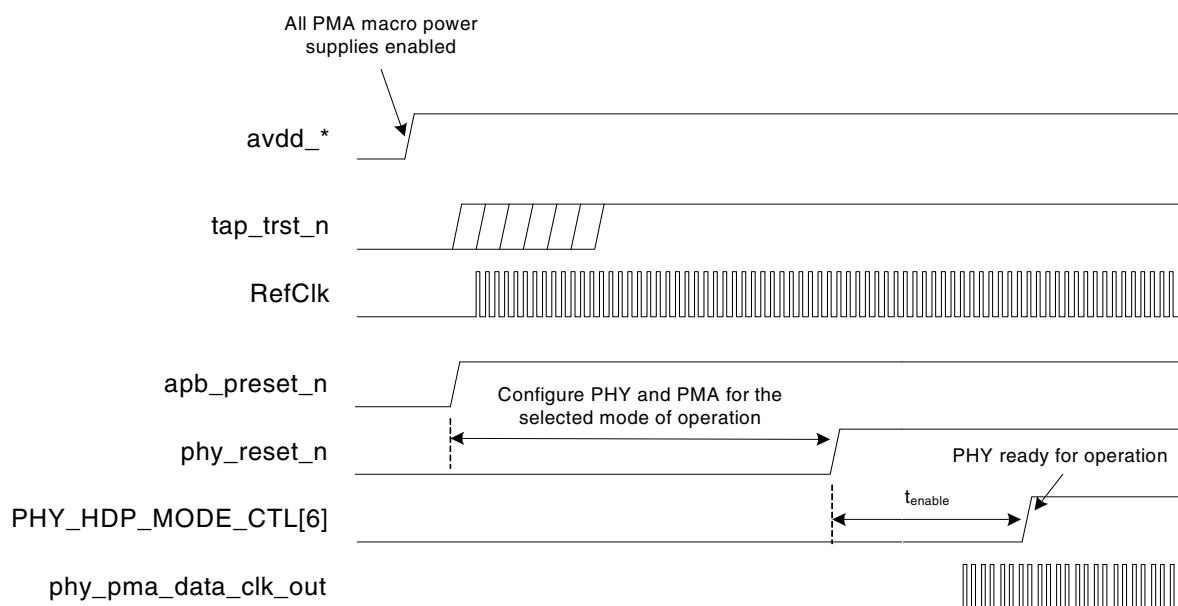 All PMA macro power
supplies enabled
avdd_*
tap_trst_n
RefClk
apb_preset_n
Configure PHY and PMA for the
selected mode of operation
phy_reset_n
PHY ready for operation
tenable
PHY_HDP_MODE_CTL[6]
phy_pma_data_clk_out